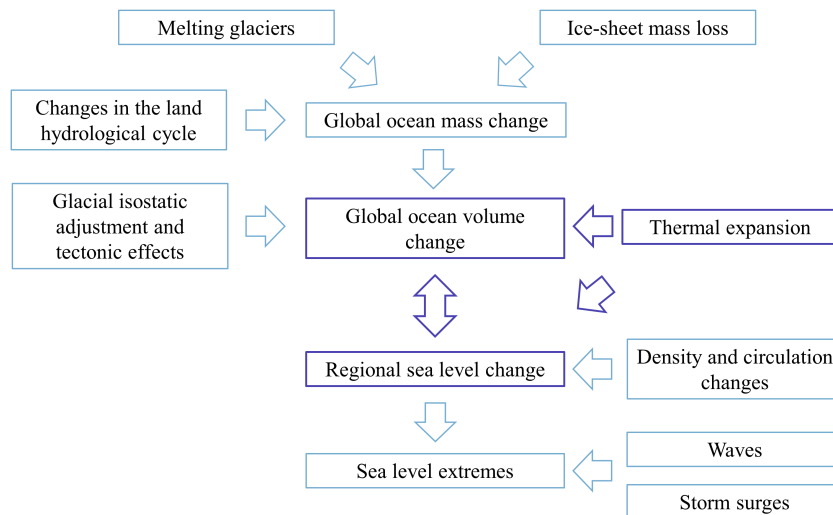 Melting glaciers
Ice-sheet mass loss
Changes in the land
hydrological cycle
Global ocean mass change
Glacial isostatic
adjustment and
tectonic effects
Global ocean volume
change
Thermal expansion
Regional sea level change
Density and circulation
changes
Sea level extremes
Waves
Storm surges